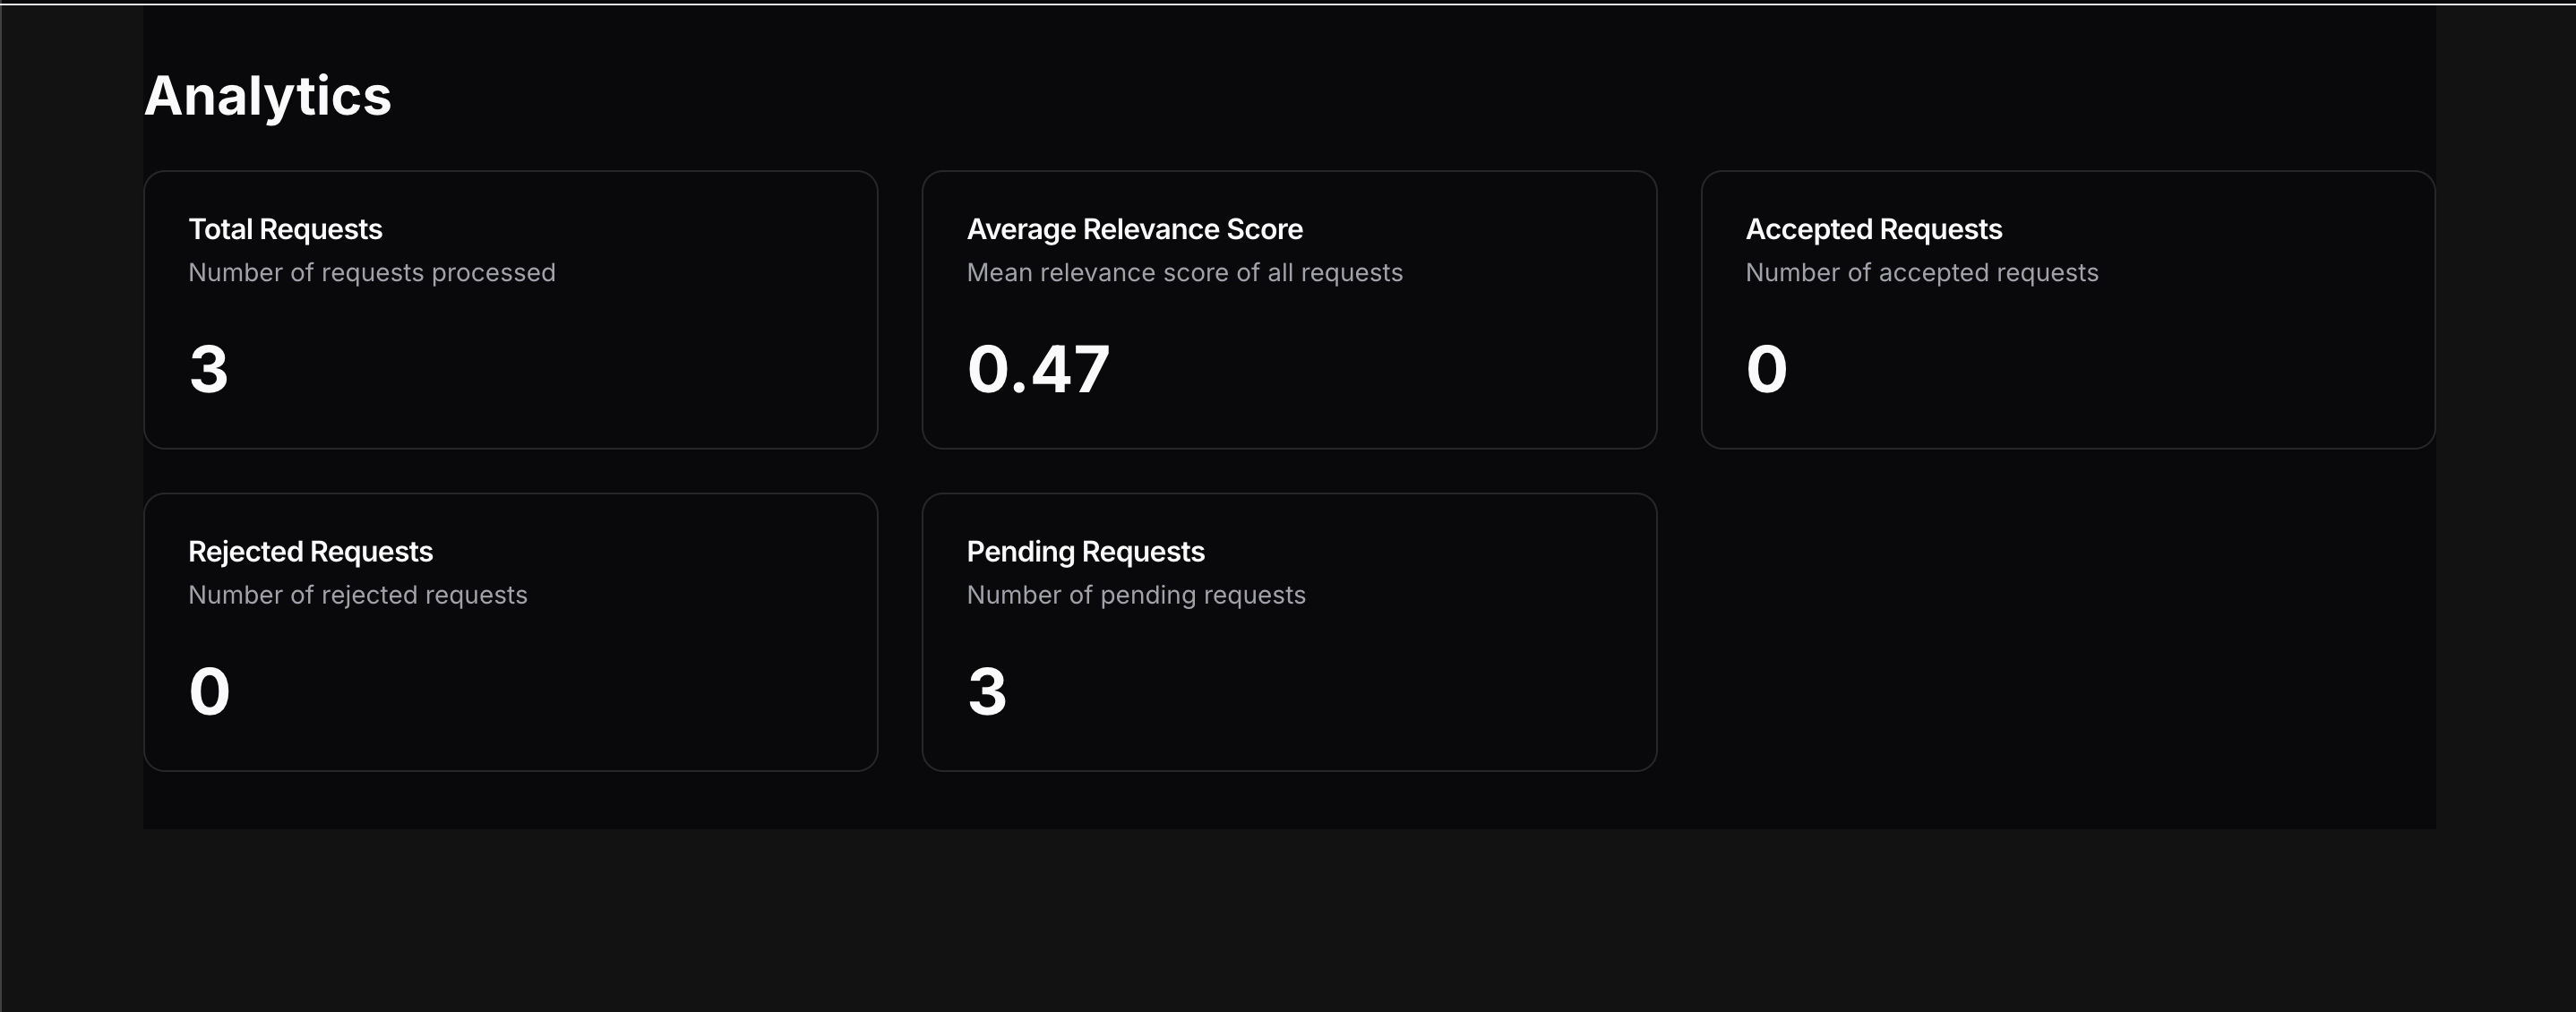 Analytics
Total Requests
Number of requests processed
3
Average Relevance Score
Mean relevance score of all requests
0.47
Accepted Requests
Number of accepted requests
0
Rejected Requests
Number of rejected requests
0
Pending Requests
Number of pending requests
3